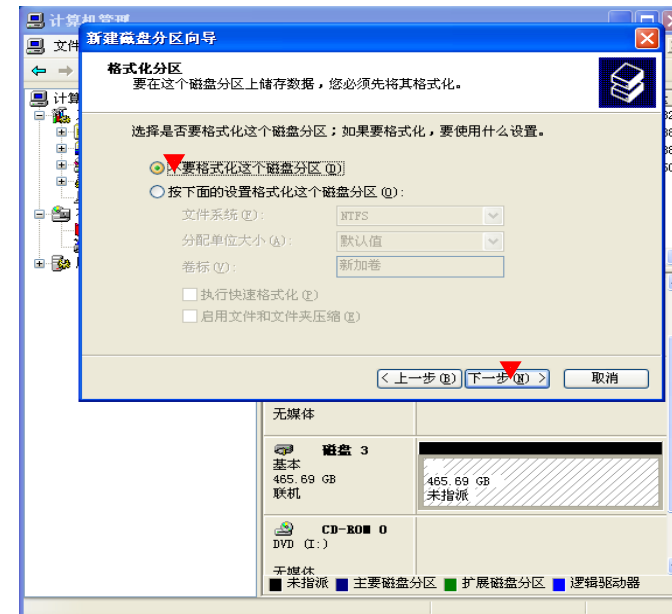 计算机管理
新建磁盘分区向导
文件
格式化分区
要在这个磁盘分区上储存数据，您必须先将其格式化。
计算
选择是否要格式化这个磁盘分区；如果要格式化，要使用什么设置。
要格式化这个磁盘分区(D)
按下面的设置格式化这个磁盘分区(O):
文件系统(F): NTFS
分配单位大小(A): 默认值
卷标(V): 新加卷
执行快速格式化(P)
启用文件和文件夹压缩(E)
< 上一步(B) 下一步(N) > 取消
无媒体
磁盘 3
基本
465.69 GB
联机
465.69 GB
未指派
CD-ROM 0
DVD (I:)
无媒体
未指派 主要磁盘分区 扩展磁盘分区 逻辑驱动器